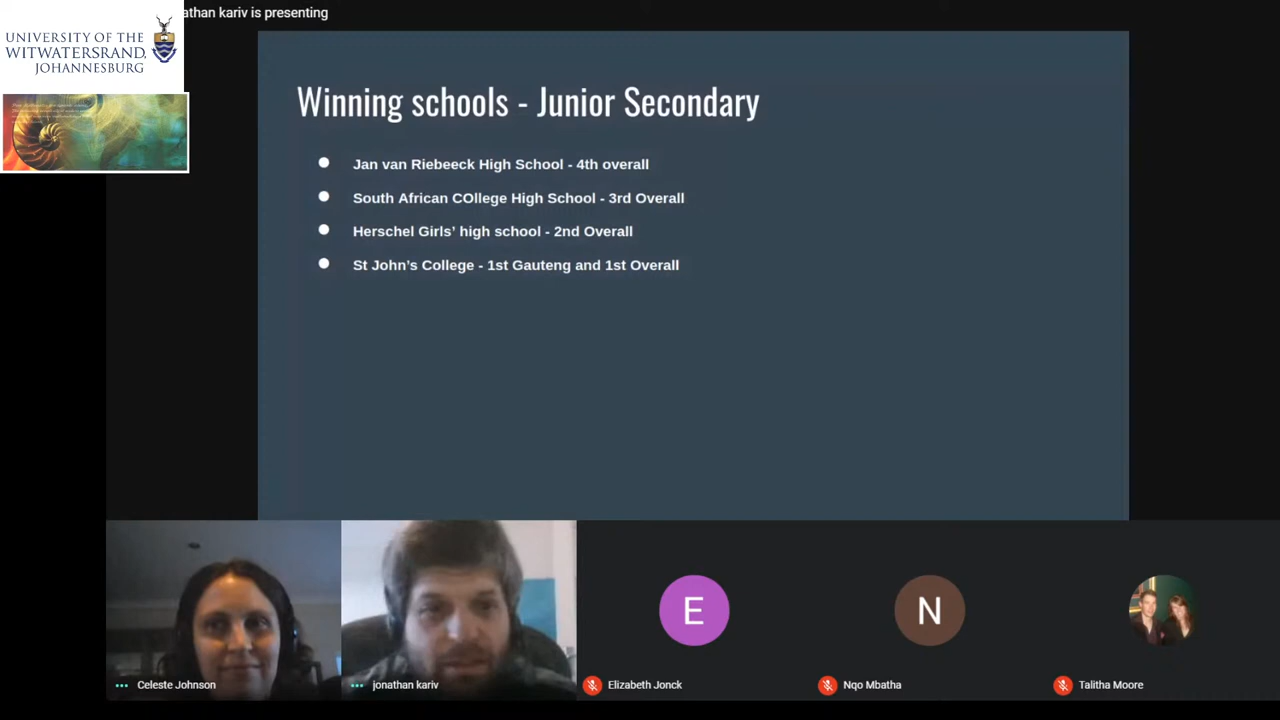 athan kariv is presenting
UNIVERSITY OF THE
WITWATERSRAND,
JOHANNESBURG
Winning schools - Junior Secondary
Jan van Riebeeck High School - 4th overall
South African COllege High School - 3rd Overall
Herschel Girls’ high school - 2nd Overall
St John’s College - 1st Gauteng and 1st Overall
E
N
Celeste Johnson
jonathan kariv
Elizabeth Jonck
Nqo Mbatha
Talitha Moore